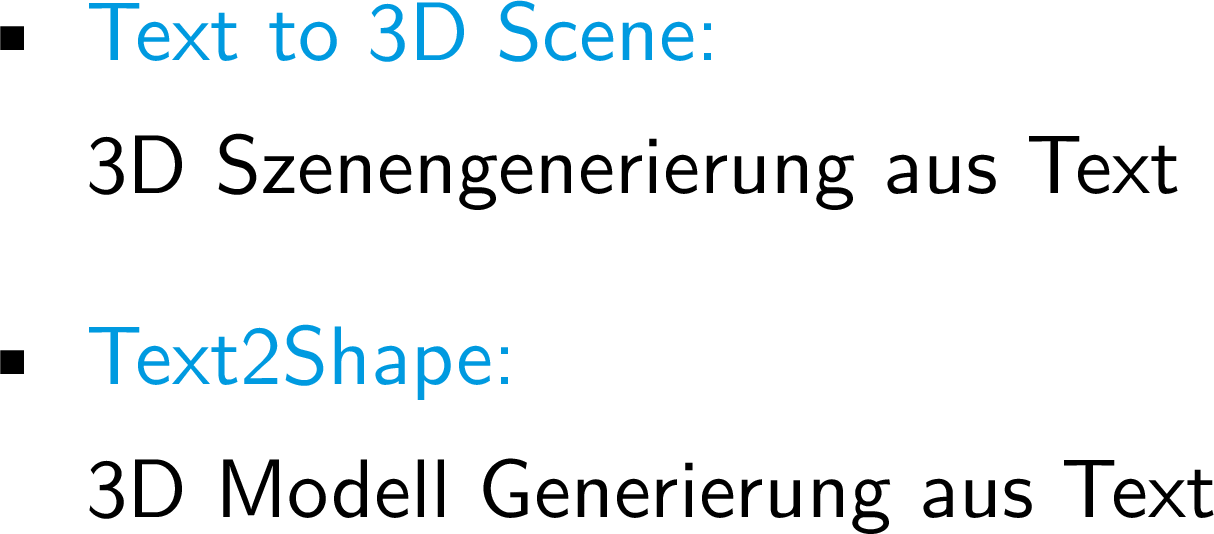 ▪ Text to 3D Scene:
3D Szenengenerierung aus Text
▪ Text2Shape:
3D Modell Generierung aus Text